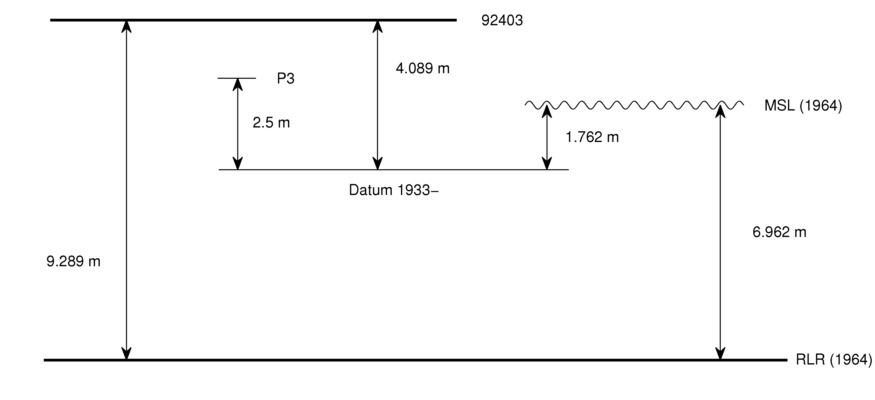 92403
4.089 m
P3
2.5 m
MSL (1964)
1.762 m
Datum 1933–
6.962 m
9.289 m
RLR (1964)